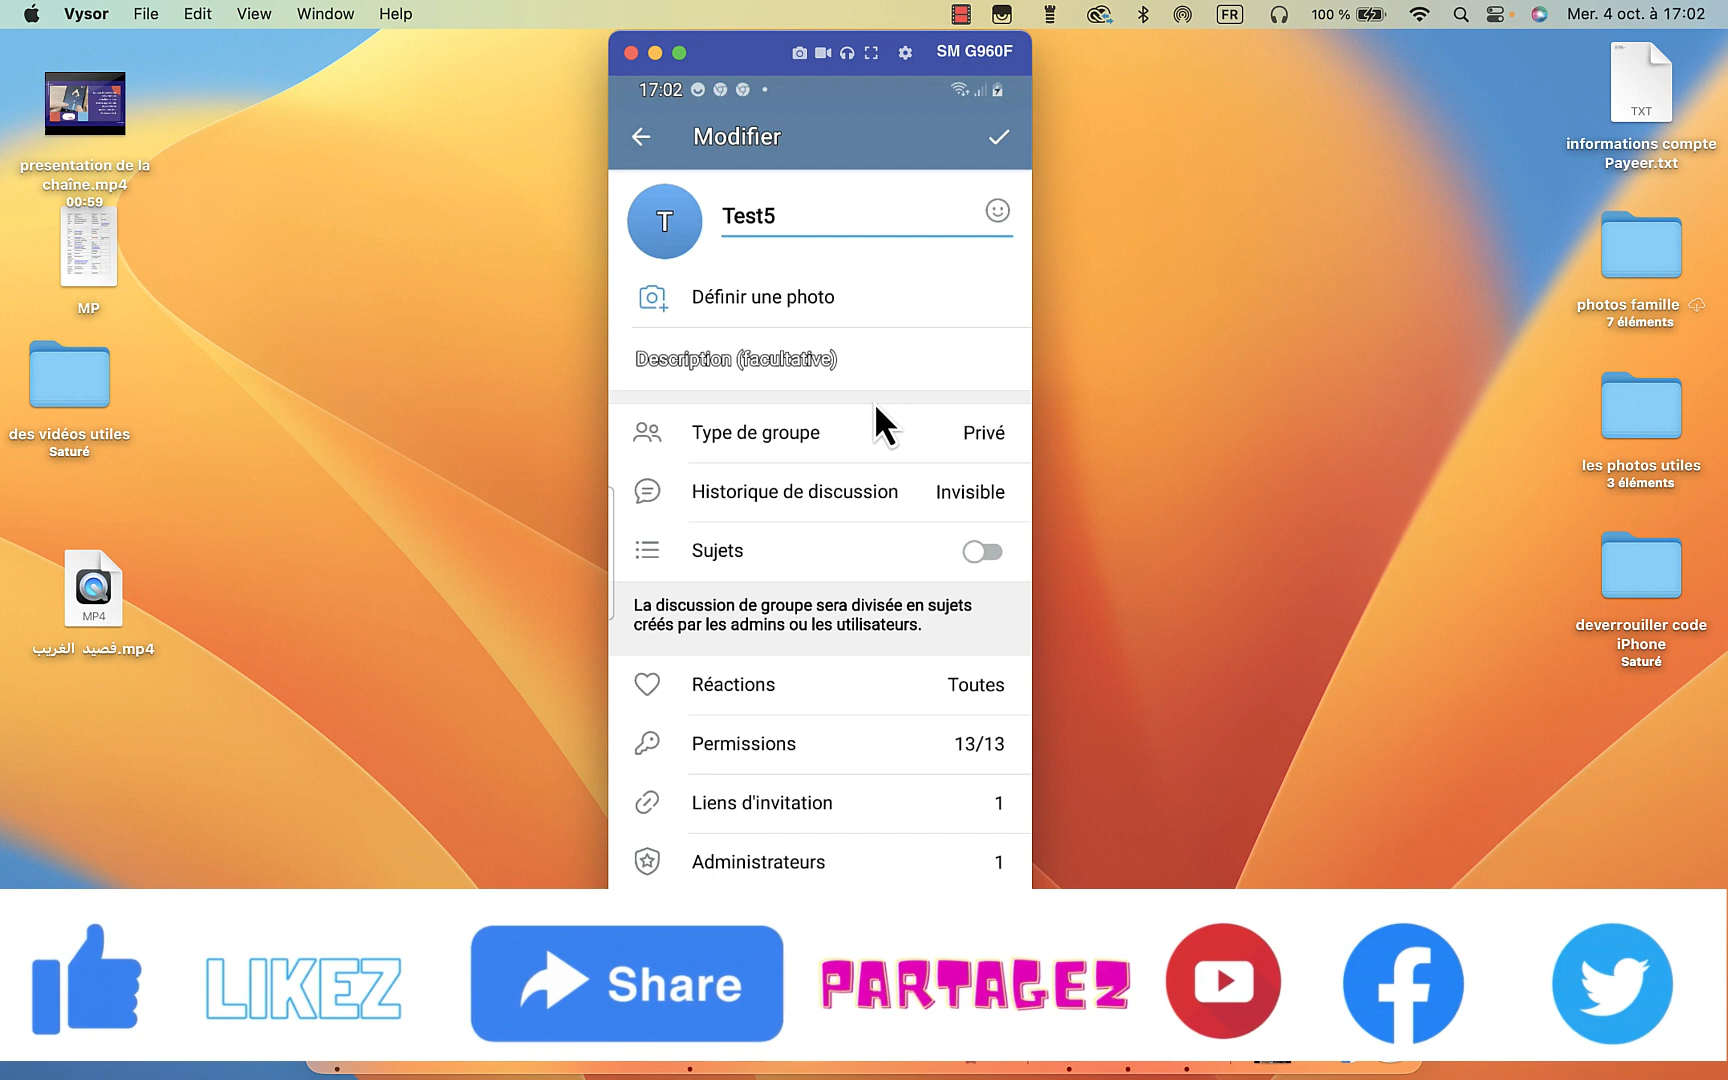 Vysor File Edit View Window Help
FR 100 % Mer. 4 oct. à 17:02
SM G960F
17:02
Modifier
T
Test5
Définir une photo
Description (facultative)
Type de groupe Privé
Historique de discussion Invisible
Sujets
La discussion de groupe sera divisée en sujets
créés par les admins ou les utilisateurs.
Réactions Toutes
Permissions 13/13
Liens d'invitation 1
Administrateurs 1
presentation de la
chaîne.mp4
00:59
MP
des vidéos utiles
Saturé
MP4
قصيد الغريب.mp4
TXT
informations compte
Payeer.txt
photos famille
7 éléments
les photos utiles
3 éléments
deverrouiller code
iPhone
Saturé
LIKEZ
Share
PARTAGEZ